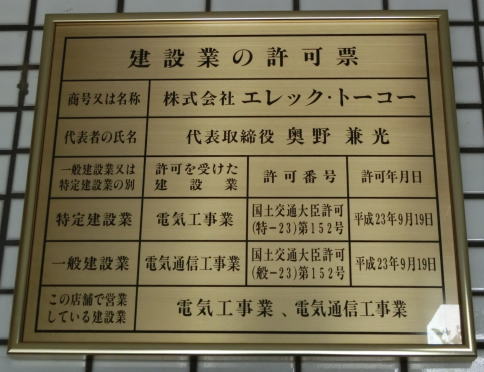 建設業の許可票
商号又は名称 株式会社 エレック・トーコー
代表者の氏名 代表取締役 奥野 兼光
一般建設業又は
特定建設業の別
許可を受けた
建設業
許可番号
許可年月日
特定建設業
電気工事業
国土交通大臣許可
(特-23)第152号
平成23年9月19日
一般建設業
電気通信工事業
国土交通大臣許可
(般-23)第152号
平成23年9月19日
この店舗で営業
している建設業
電気工事業、電気通信工事業